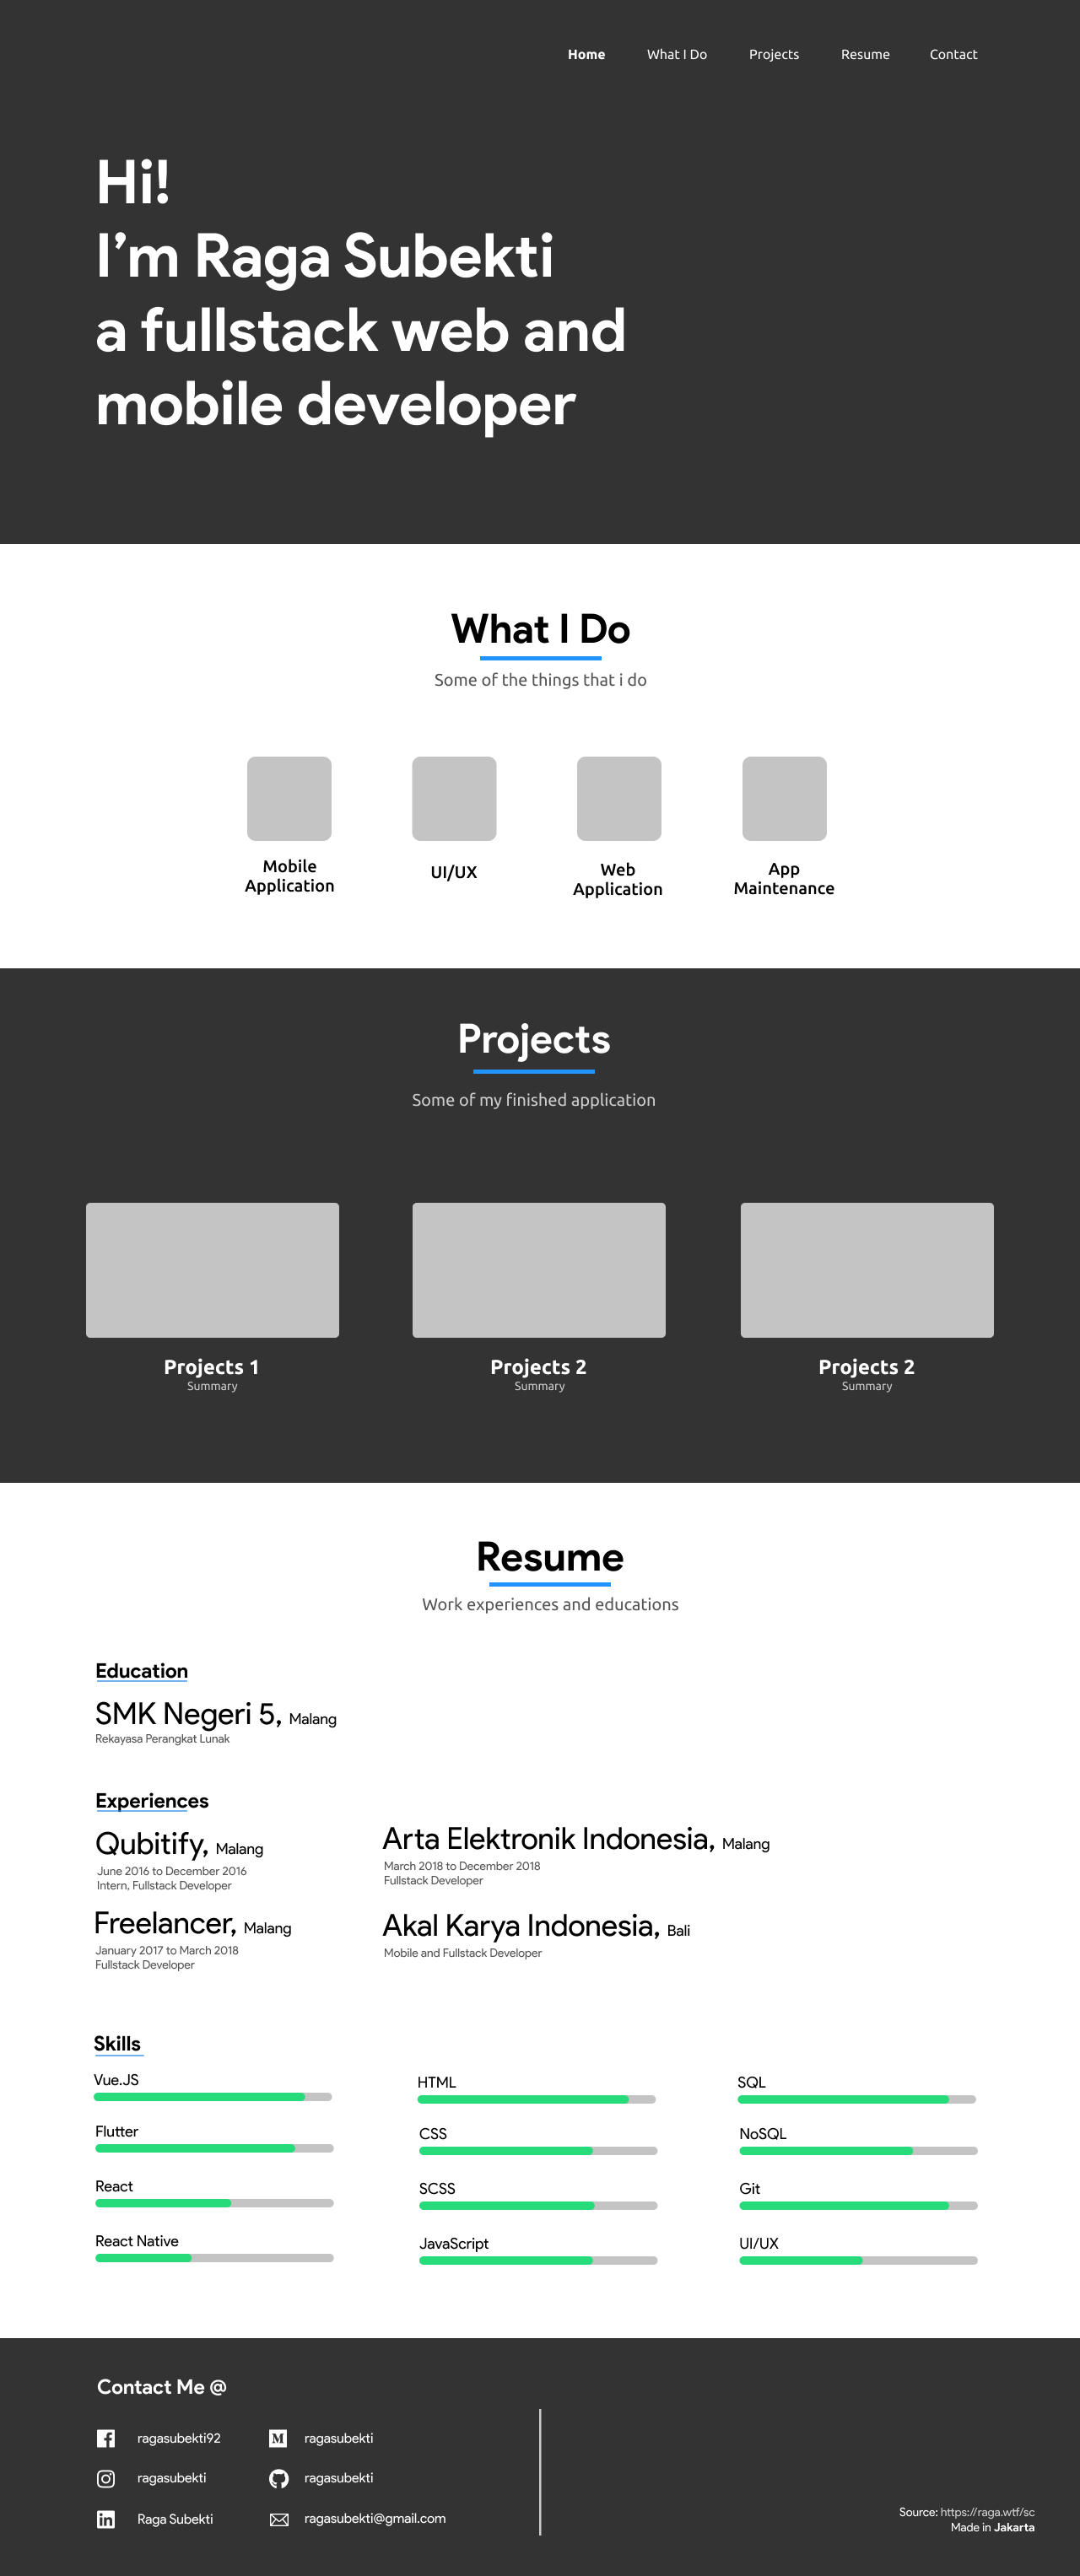 Home What I Do Projects Resume Contact
Hi!
I’m Raga Subekti
a fullstack web and
mobile developer
What I Do
Some of the things that i do
Mobile
Application
UI/UX
Web
Application
App
Maintenance
Projects
Some of my finished application
Projects 1
Summary
Projects 2
Summary
Projects 2
Summary
Resume
Work experiences and educations
Education
SMK Negeri 5, Malang
Rekayasa Perangkat Lunak
Experiences
Qubitify, Malang
June 2016 to December 2016
Intern, Fullstack Developer
Freelancer, Malang
January 2017 to March 2018
Fullstack Developer
Arta Elektronik Indonesia, Malang
March 2018 to December 2018
Fullstack Developer
Akal Karya Indonesia, Bali
Mobile and Fullstack Developer
Skills
Vue.JS
Flutter
React
React Native
HTML
CSS
SCSS
JavaScript
SQL
NoSQL
Git
UI/UX
Contact Me @
ragasubekti92
ragasubekti
Raga Subekti
ragasubekti
ragasubekti
ragasubekti@gmail.com
Source: https://raga.wtf/sc
Made in Jakarta